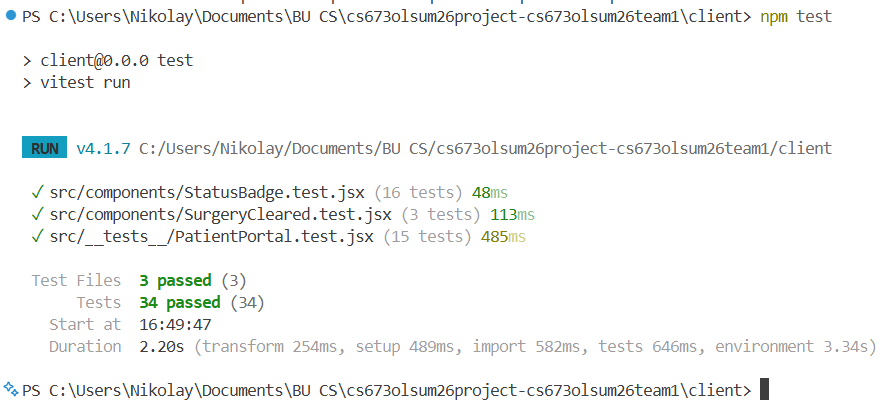 PS C:\Users\Nikolay\Documents\BU CS\cs673olsum26project-cs673olsum26team1\client> npm test
> client@0.0.0 test
> vitest run
RUN v4.1.7 C:/Users/Nikolay/Documents/BU CS/cs673olsum26project-cs673olsum26team1/client
✓ src/components/StatusBadge.test.jsx (16 tests) 48ms
✓ src/components/SurgeryCleared.test.jsx (3 tests) 113ms
✓ src/__tests__/PatientPortal.test.jsx (15 tests) 485ms
Test Files 3 passed (3)
Tests 34 passed (34)
Start at 16:49:47
Duration 2.20s (transform 254ms, setup 489ms, import 582ms, tests 646ms, environment 3.34s)
PS C:\Users\Nikolay\Documents\BU CS\cs673olsum26project-cs673olsum26team1\client>